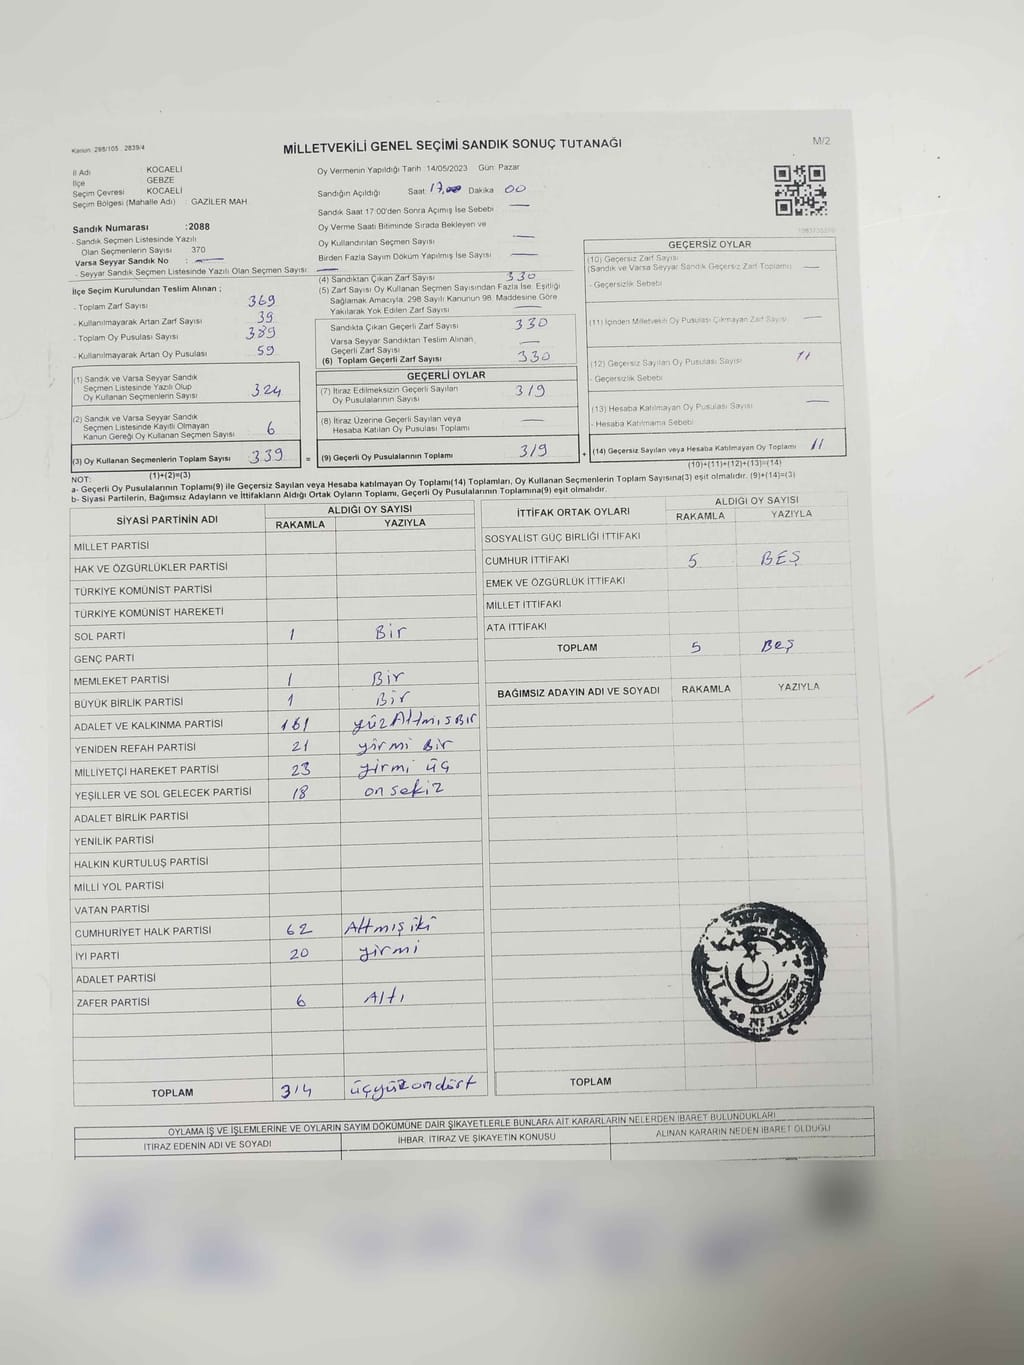 Kanun: 298/105 2839/4
MİLLETVEKİLİ GENEL SEÇİMİ SANDIK SONUÇ TUTANAĞI
M/2
İl Adı KOCAELİ
İlçe GEBZE
Seçim Çevresi KOCAELİ
Seçim Bölgesi (Mahalle Adı) : GAZİLER MAH.
Oy Vermenin Yapıldığı Tarih 14/05/2023 Gün: Pazar
Sandığın Açıldığı Saat 17, Dakika 00
Sandık Saat 17:00'den Sonra Açımış İse Sebebi —
Oy Verme Saati Bitiminde Sırada Bekleyen ve
Oy Kullandırılan Seçmen Sayısı —
Birden Fazla Sayım Döküm Yapılmış İse Sayısı —
Sandık Numarası :2088
- Sandık Seçmen Listesinde Yazılı
Olan Seçmenlerin Sayısı 370
Varsa Seyyar Sandık No : —
- Seyyar Sandık Seçmen Listesinde Yazılı Olan Seçmen Sayısı —
İlçe Seçim Kurulundan Teslim Alınan ;
- Toplam Zarf Sayısı 369
- Kullanılmayarak Artan Zarf Sayısı 39
- Toplam Oy Pusulası Sayısı 389
- Kullanılmayarak Artan Oy Pusulası 59
(1) Sandık ve Varsa Seyyar Sandık
Seçmen Listesinde Yazılı Olup
Oy Kullanan Seçmenlerin Sayısı 324
(2) Sandık ve Varsa Seyyar Sandık
Seçmen Listesinde Kayıtlı Olmayan
Kanun Gereği Oy Kullanan Seçmen Sayısı 6
(3) Oy Kullanan Seçmenlerin Toplam Sayısı 339 =
(1)+(2)=(3)
(4) Sandıktan Çıkan Zarf Sayısı 330
(5) Zarf Sayısı Oy Kullanan Seçmen Sayısından Fazla İse, Eşitliği
Sağlamak Amacıyla; 298 Sayılı Kanunun 98. Maddesine Göre
Yakılarak Yok Edilen Zarf Sayısı —
Sandıkta Çıkan Geçerli Zarf Sayısı 330
Varsa Seyyar Sandıktan Teslim Alınan
Geçerli Zarf Sayısı —
(6) Toplam Geçerli Zarf Sayısı 330
GEÇERLİ OYLAR
(7) İtiraz Edilmeksizin Geçerli Sayılan
Oy Pusulalarının Sayısı 319
(8) İtiraz Üzerine Geçerli Sayılan veya
Hesaba Katılan Oy Pusulası Toplamı —
(9) Geçerli Oy Pusulalarının Toplamı 319 +
GEÇERSİZ OYLAR
(10) Geçersiz Zarf Sayısı
(Sandık ve Varsa Seyyar Sandık Geçersiz Zarf Toplamı) —
- Geçersizlik Sebebi
(11) İçinden Milletvekili Oy Pusulası Çıkmayan Zarf Sayısı —
(12) Geçersiz Sayılan Oy Pusulası Sayısı 11
- Geçersizlik Sebebi
(13) Hesaba Katılmayan Oy Pusulası Sayısı —
- Hesaba Katılmama Sebebi
(14) Geçersiz Sayılan veya Hesaba Katılmayan Oy Toplamı 11
(10)+(11)+(12)+(13)=(14)
NOT:
a- Geçerli Oy Pusulalarının Toplamı(9) ile Geçersiz Sayılan veya Hesaba katılmayan Oy Toplamı(14) Toplamları, Oy Kullanan Seçmenlerin Toplam Sayısına(3) eşit olmalıdır. (9)+(14)=(3)
b- Siyasi Partilerin, Bağımsız Adayların ve İttifakların Aldığı Ortak Oyların Toplamı, Geçerli Oy Pusulalarının Toplamına(9) eşit olmalıdır.
SİYASİ PARTİNİN ADI ALDIĞI OY SAYISI
RAKAMLA YAZIYLA
MİLLET PARTİSİ
HAK VE ÖZGÜRLÜKLER PARTİSİ
TÜRKİYE KOMÜNİST PARTİSİ
TÜRKİYE KOMÜNİST HAREKETİ
SOL PARTİ 1 Bir
GENÇ PARTİ
MEMLEKET PARTİSİ 1 Bir
BÜYÜK BİRLİK PARTİSİ 1 Bir
ADALET VE KALKINMA PARTİSİ 161 yüzAltmışBir
YENİDEN REFAH PARTİSİ 21 yirmi Bir
MİLLİYETÇİ HAREKET PARTİSİ 23 yirmi üç
YEŞİLLER VE SOL GELECEK PARTİSİ 18 on sekiz
ADALET BİRLİK PARTİSİ
YENİLİK PARTİSİ
HALKIN KURTULUŞ PARTİSİ
MİLLİ YOL PARTİSİ
VATAN PARTİSİ
CUMHURİYET HALK PARTİSİ 62 Altmış iki
İYİ PARTİ 20 yirmi
ADALET PARTİSİ
ZAFER PARTİSİ 6 Altı
TOPLAM 314 üçyüzondört
İTTİFAK ORTAK OYLARI ALDIĞI OY SAYISI
RAKAMLA YAZIYLA
SOSYALİST GÜÇ BİRLİĞİ İTTİFAKI
CUMHUR İTTİFAKI 5 BEŞ
EMEK VE ÖZGÜRLÜK İTTİFAKI
MİLLET İTTİFAKI
ATA İTTİFAKI
TOPLAM 5 Beş
BAĞIMSIZ ADAYIN ADI VE SOYADI RAKAMLA YAZIYLA
TOPLAM
OYLAMA İŞ VE İŞLEMLERİNE VE OYLARIN SAYIM DÖKÜMÜNE DAİR ŞİKAYETLERLE BUNLARA AİT KARARLARIN NELERDEN İBARET BULUNDUKLARI
İTİRAZ EDENİN ADI VE SOYADI
İHBAR, İTİRAZ VE ŞİKAYETİN KONUSU
ALINAN KARARIN NEDEN İBARET OLDUĞU